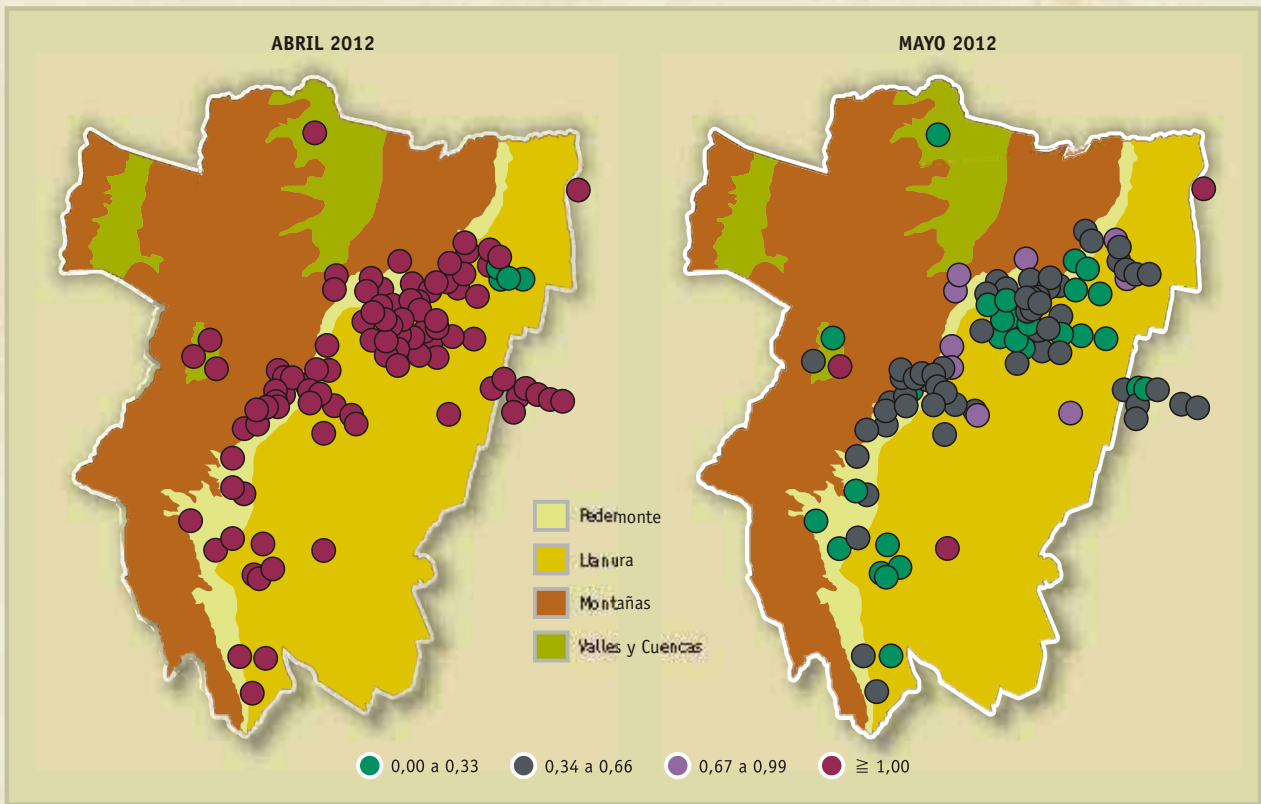 ABRIL 2012
MAYO 2012
Pedemonte
Llanura
Montañas
Valles y Cuencas
0,00 a 0,33
0,34 a 0,66
0,67 a 0,99
≧ 1,00